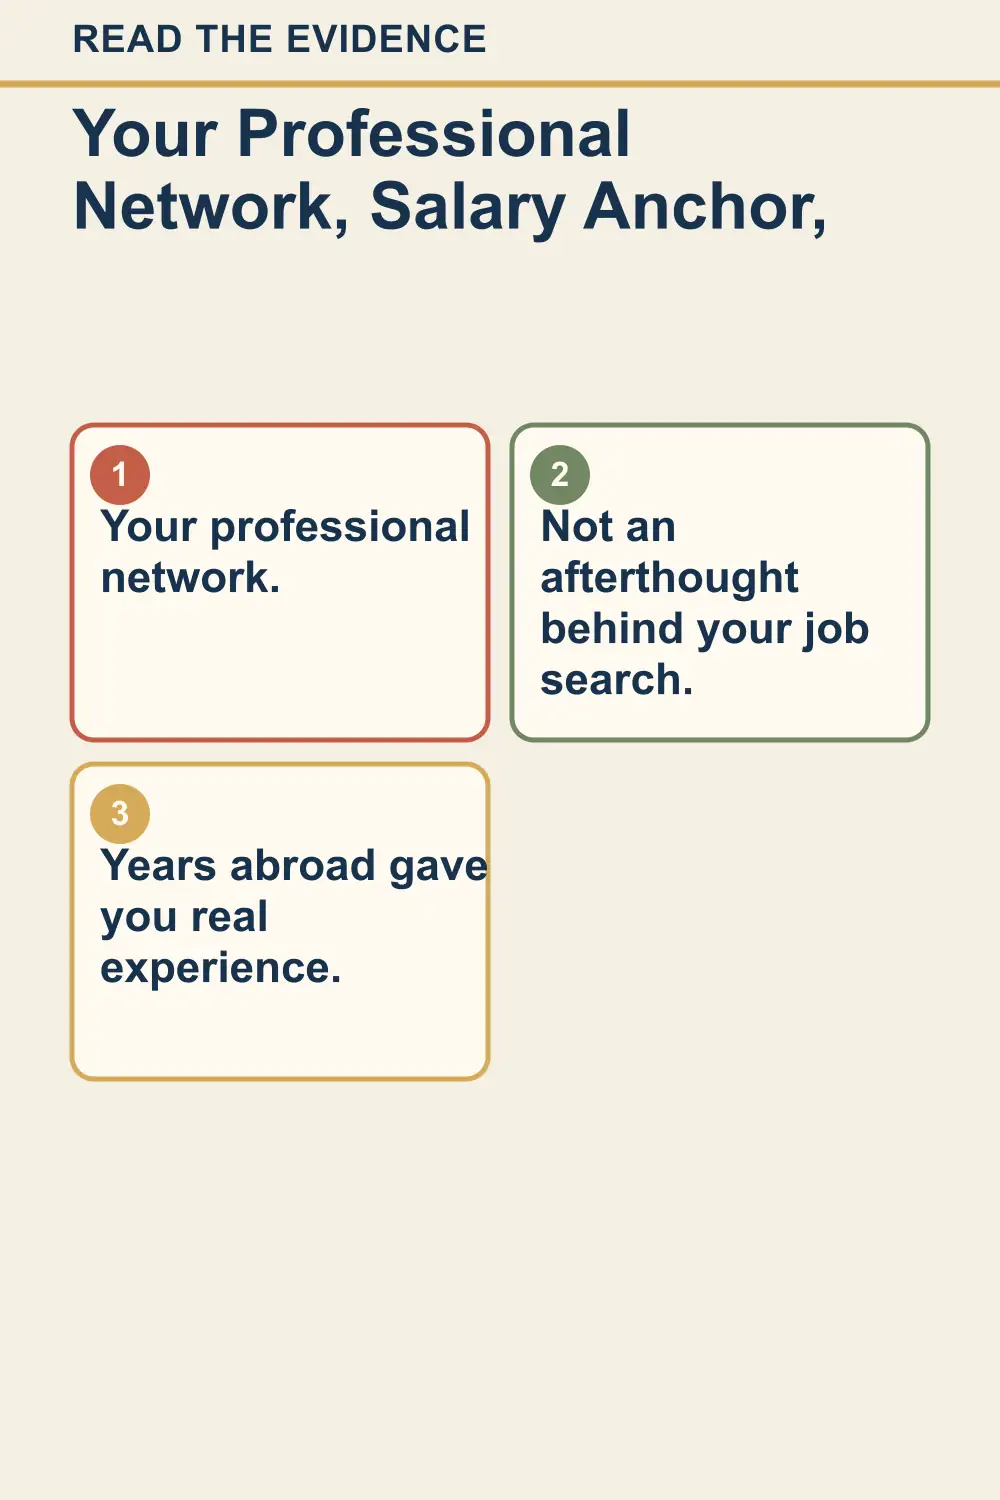 READ THE EVIDENCE
Your Professional
Network, Salary Anchor,
1
Your professional
network.
2
Not an
afterthought
behind your job
search.
3
Years abroad gave
you real
experience.